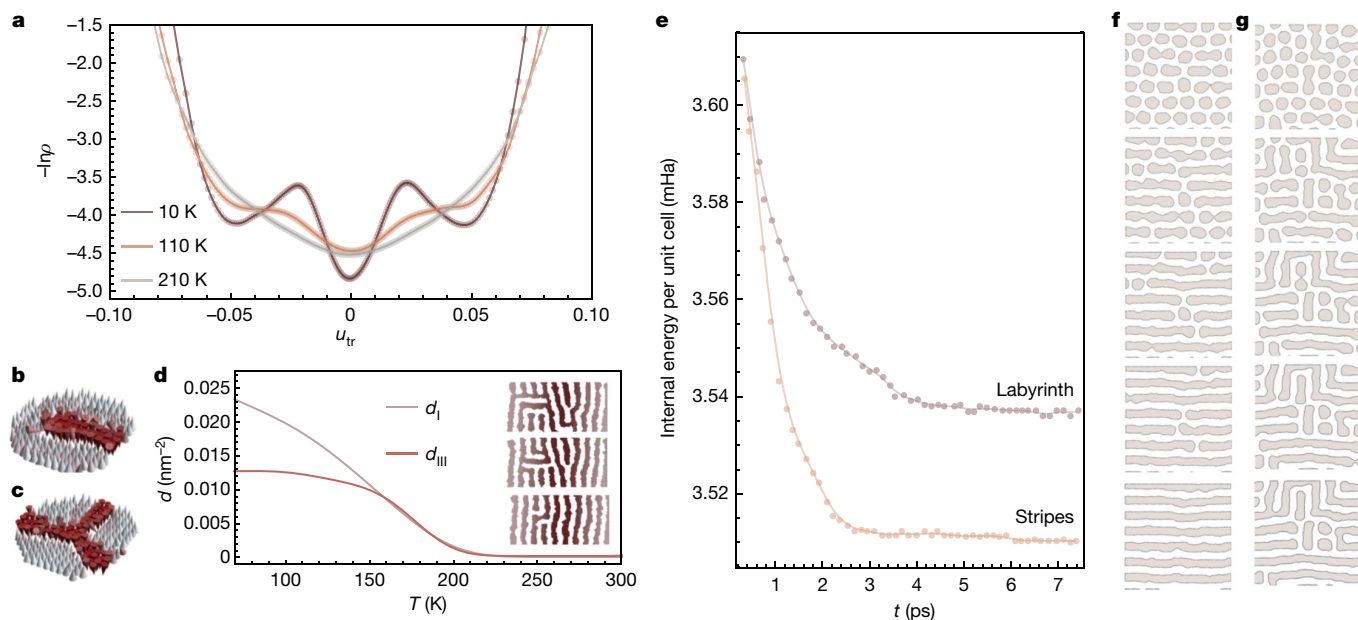 a
−1.5
−2.0
−2.5
−3.0
−3.5
−4.0
−4.5
−5.0
−lnρ
10 K
110 K
210 K
−0.10
−0.05
0
0.05
0.10
u_tr
b
c
d
0.025
0.020
0.015
0.010
0.005
0
d (nm⁻²)
d_I
d_III
100
150
200
250
300
T (K)
e
3.60
3.58
3.56
3.54
3.52
Internal energy per unit cell (mHa)
Labyrinth
Stripes
1
2
3
4
5
6
7
t (ps)
f
g